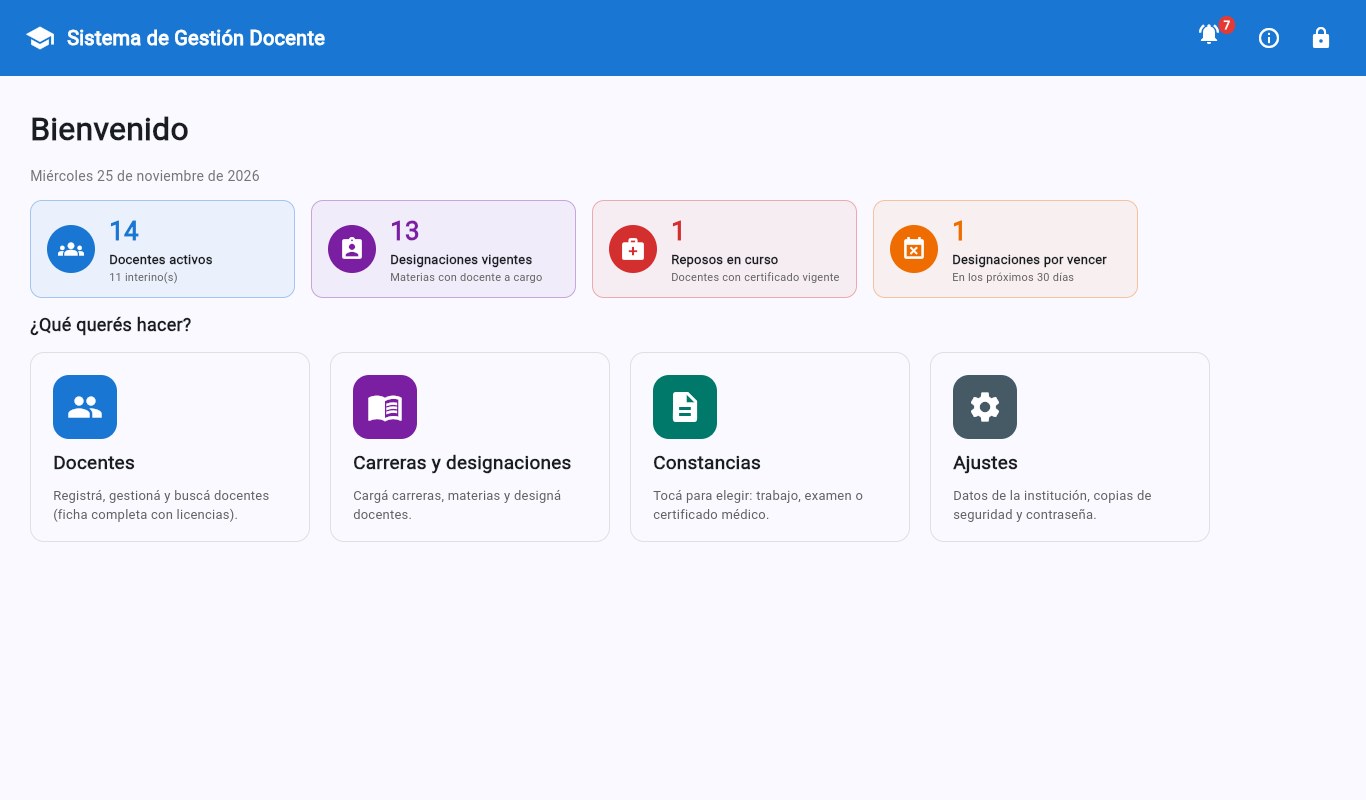 Sistema de Gestión Docente
7
Bienvenido
Miércoles 25 de noviembre de 2026
14
Docentes activos
11 interino(s)
13
Designaciones vigentes
Materias con docente a cargo
1
Reposos en curso
Docentes con certificado vigente
1
Designaciones por vencer
En los próximos 30 días
¿Qué querés hacer?
Docentes
Registrá, gestioná y buscá docentes
(ficha completa con licencias).
Carreras y designaciones
Cargá carreras, materias y designá
docentes.
Constancias
Tocá para elegir: trabajo, examen o
certificado médico.
Ajustes
Datos de la institución, copias de
seguridad y contraseña.